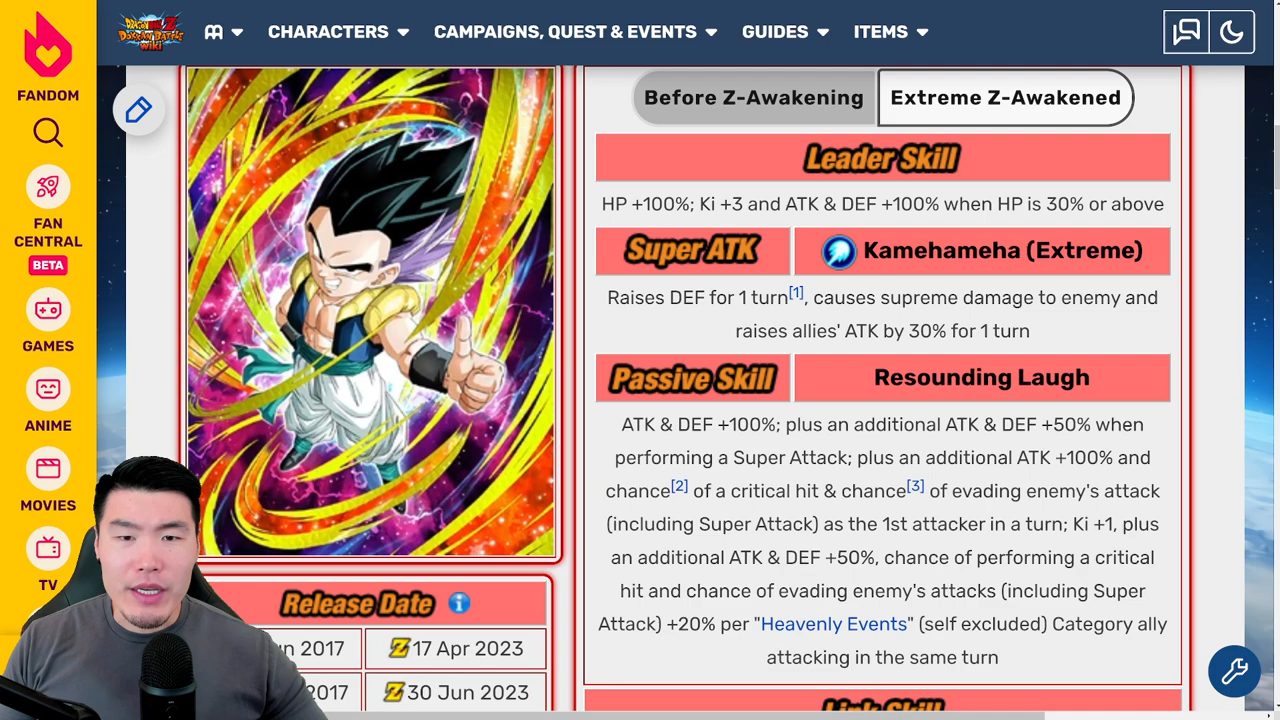 FANDOM
FAN
CENTRAL
BETA
GAMES
ANIME
MOVIES
TV
DRAGON BALL Z
DOKKAN BATTLE
WIKI
CHARACTERS
CAMPAIGNS, QUEST & EVENTS
GUIDES
ITEMS
Before Z-Awakening
Extreme Z-Awakened
Leader Skill
HP +100%; Ki +3 and ATK & DEF +100% when HP is 30% or above
Super ATK
Kamehameha (Extreme)
Raises DEF for 1 turn[1], causes supreme damage to enemy and
raises allies' ATK by 30% for 1 turn
Passive Skill
Resounding Laugh
ATK & DEF +100%; plus an additional ATK & DEF +50% when
performing a Super Attack; plus an additional ATK +100% and
chance[2] of a critical hit & chance[3] of evading enemy's attack
(including Super Attack) as the 1st attacker in a turn; Ki +1, plus
an additional ATK & DEF +50%, chance of performing a critical
hit and chance of evading enemy's attacks (including Super
Attack) +20% per "Heavenly Events" (self excluded) Category ally
attacking in the same turn
Link Skill
Release Date
2017
Z 17 Apr 2023
2017
Z 30 Jun 2023